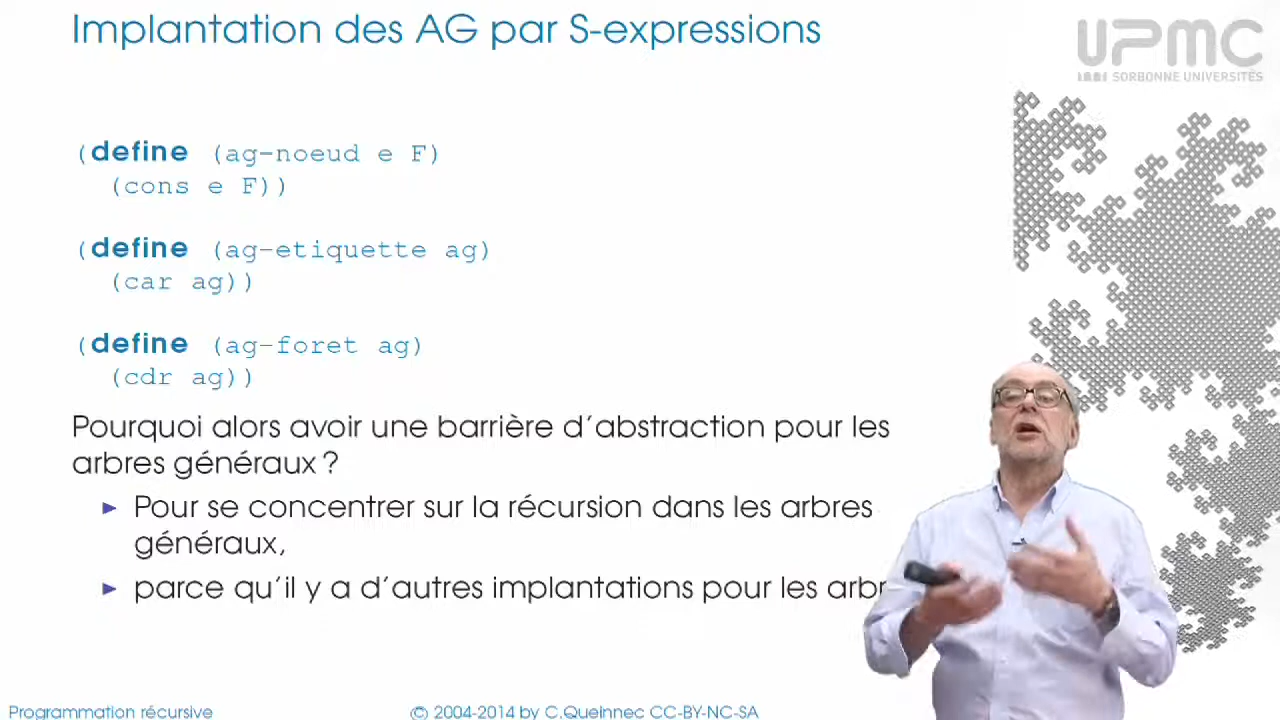 Implantation des AG par S-expressions
UPMC
SORBONNE UNIVERSITÉS
(define (ag-noeud e F)
(cons e F))
(define (ag-etiquette ag)
(car ag))
(define (ag-foret ag)
(cdr ag))
Pourquoi alors avoir une barrière d'abstraction pour les
arbres généraux ?
▶ Pour se concentrer sur la récursion dans les arbres
généraux,
▶ parce qu'il y a d'autres implantations pour les
Programmation récursive
© 2004-2014 by C.Queinnec CC-BY-NC-SA